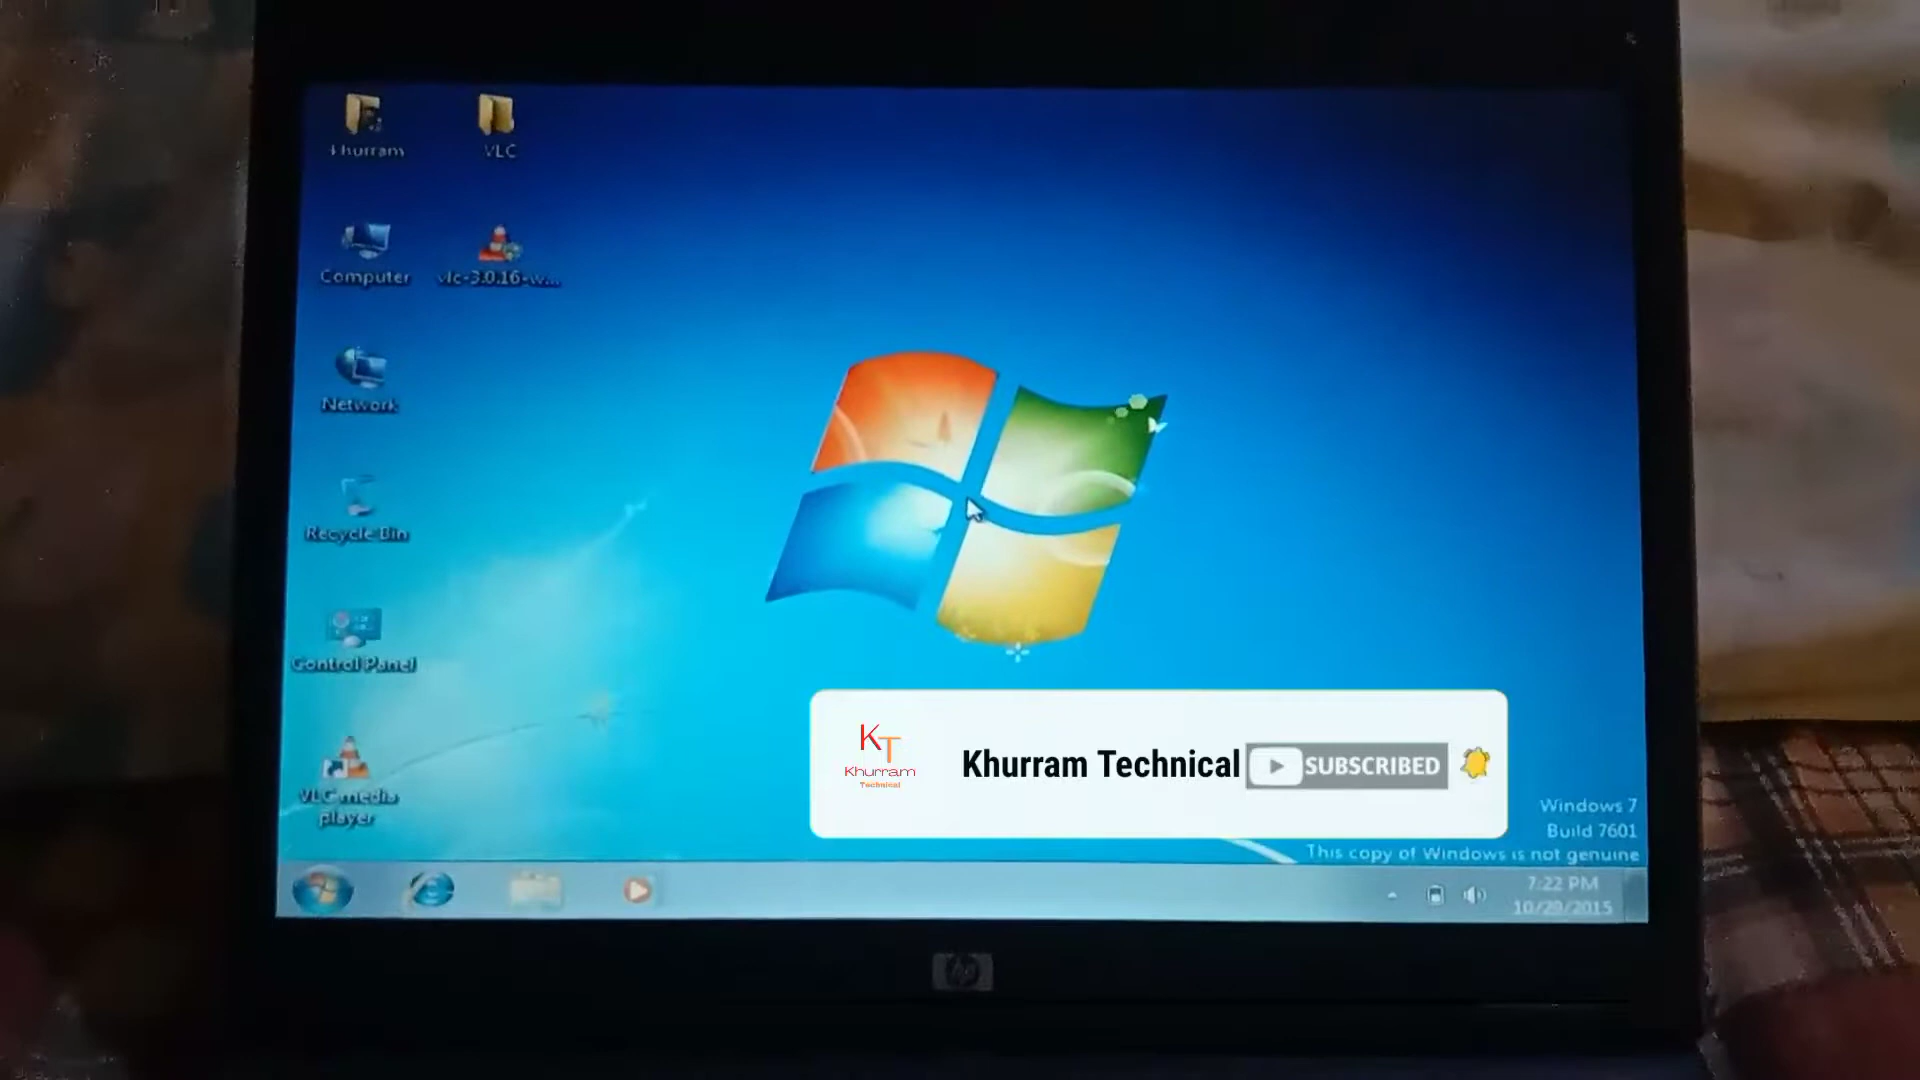 khurram
VLC
Computer
vlc-3.0.16-w...
Network
Recycle Bin
Control Panel
VLC media
player
KT
Khurram
Technical
Khurram Technical
SUBSCRIBED
Windows 7
Build 7601
This copy of Windows is not genuine
7:22 PM
10/29/2015
hp